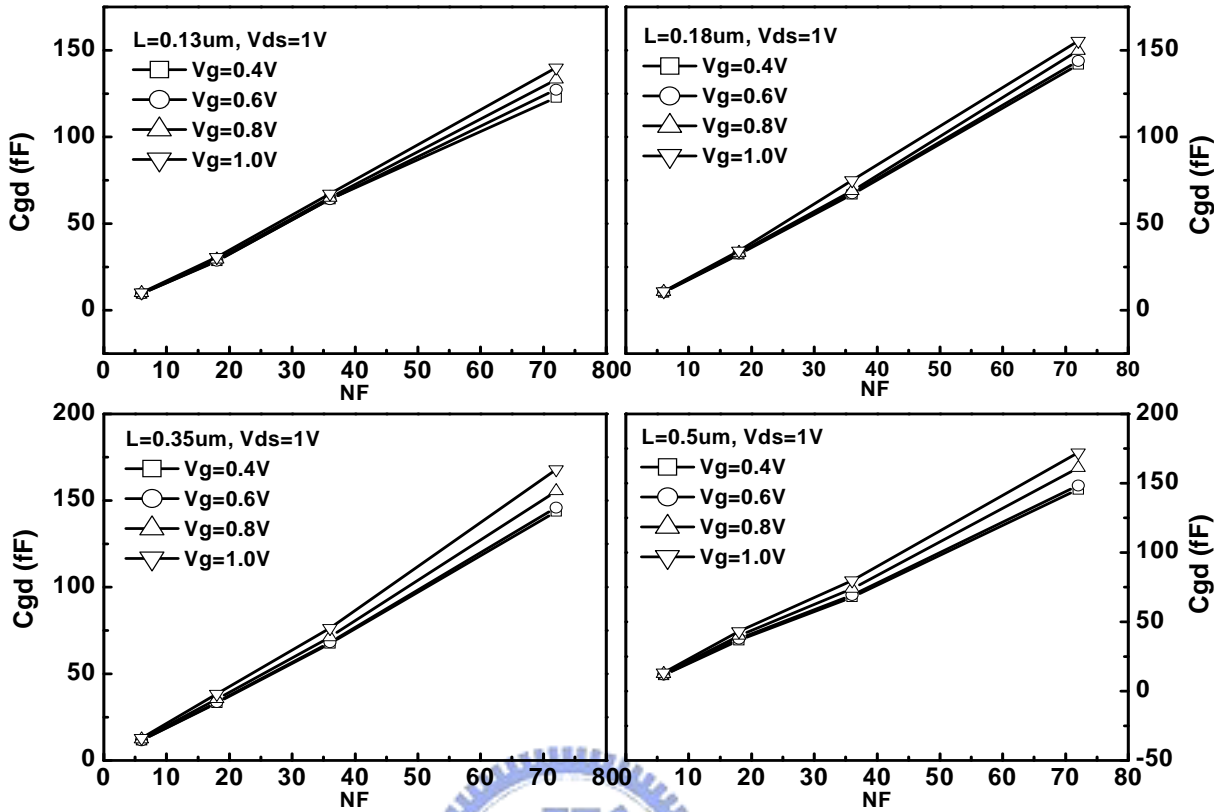 L=0.13um, Vds=1V
Vg=0.4V
Vg=0.6V
Vg=0.8V
Vg=1.0V
Cgd (fF)
150
100
50
0
0 10 20 30 40 50 60 70 80
NF
L=0.18um, Vds=1V
Vg=0.4V
Vg=0.6V
Vg=0.8V
Vg=1.0V
Cgd (fF)
150
100
50
0
10 20 30 40 50 60 70 80
NF
L=0.35um, Vds=1V
Vg=0.4V
Vg=0.6V
Vg=0.8V
Vg=1.0V
Cgd (fF)
200
150
100
50
0
0 10 20 30 40 50 60 70 80
NF
L=0.5um, Vds=1V
Vg=0.4V
Vg=0.6V
Vg=0.8V
Vg=1.0V
Cgd (fF)
200
150
100
50
0
-50
10 20 30 40 50 60 70 80
NF